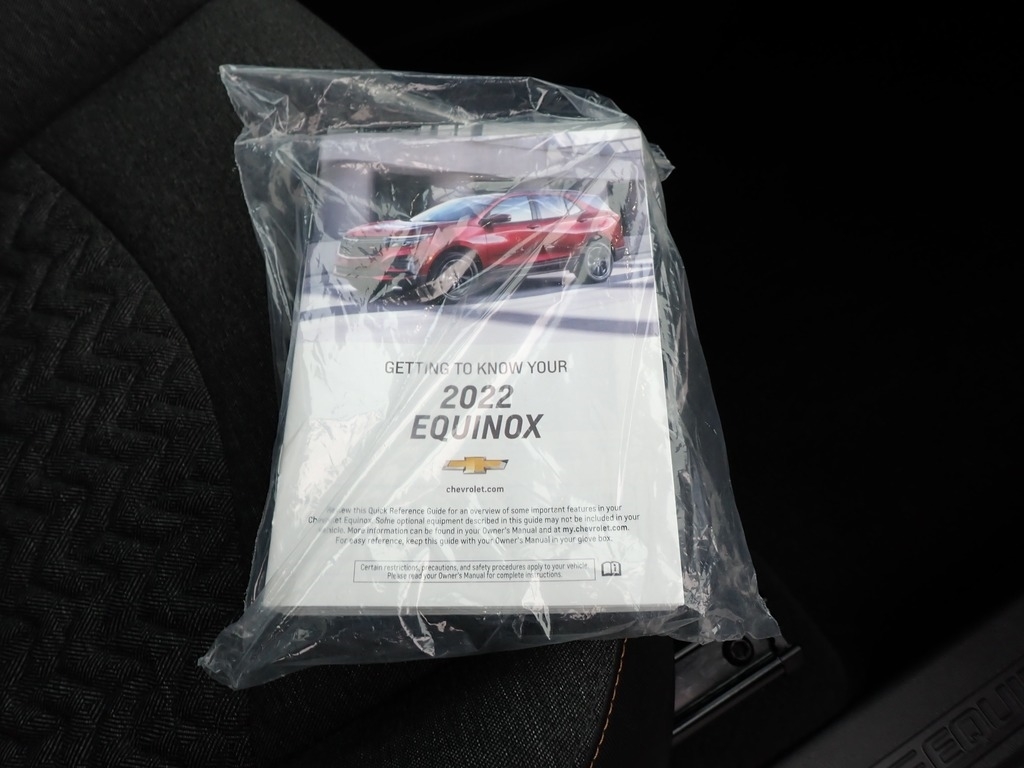 GETTING TO KNOW YOUR
2022
EQUINOX
chevrolet.com
Review this Quick Reference Guide for an overview of some important features in your
Chevrolet Equinox. Some optional equipment described in this guide may not be included in your
vehicle. More information can be found in your Owner's Manual and at my.chevrolet.com.
For easy reference, keep this guide with your Owner's Manual in your glove box.
Certain restrictions, precautions, and safety procedures apply to your vehicle.
Please read your Owner's Manual for complete instructions.